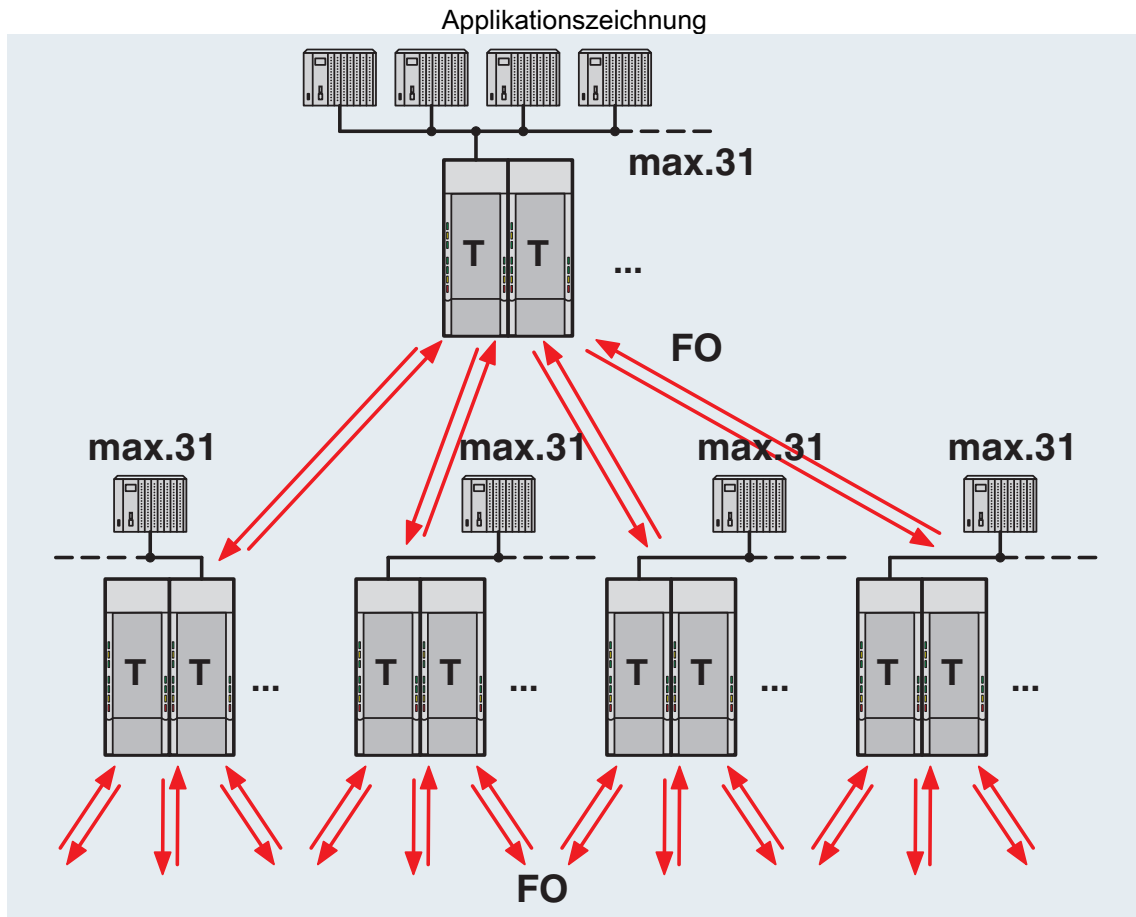 Applikationszeichnung
max.31
T T ...
FO
max.31 max.31 max.31 max.31
T T ... T T ... T T ... T T ...
FO